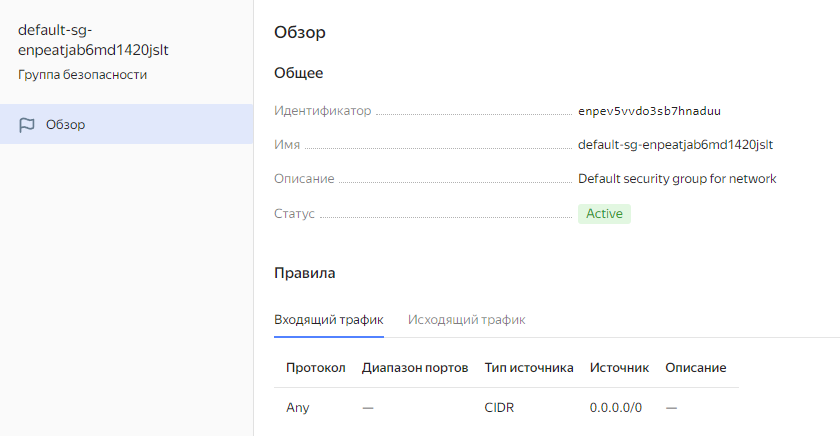 default-sg-
enpeatjab6md1420jslt
Группа безопасности
Обзор
Обзор
Общее
Идентификатор enpev5vvdo3sb7hnaduu
Имя default-sg-enpeatjab6md1420jslt
Описание Default security group for network
Статус Active
Правила
Входящий трафик Исходящий трафик
Протокол Диапазон портов Тип источника Источник Описание
Any — CIDR 0.0.0.0/0 —